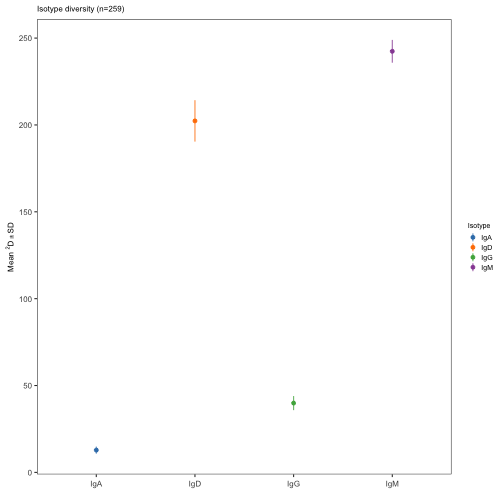 Isotype diversity (n=259)
Mean ²D ± SD
250
200
150
100
50
0
IgA IgD IgG IgM
Isotype
IgA
IgD
IgG
IgM